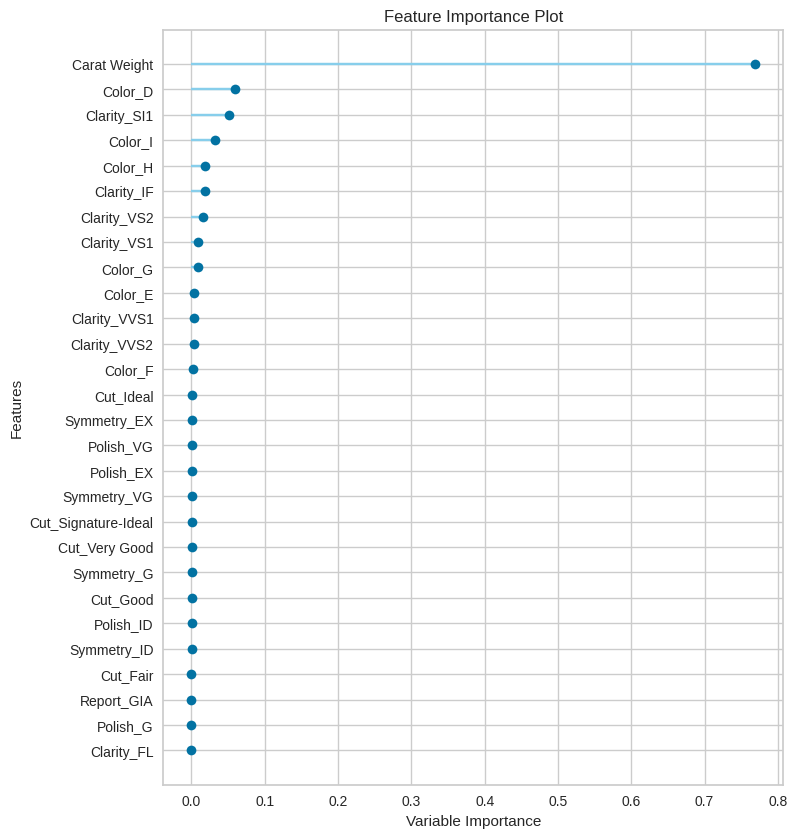 Feature Importance Plot
Carat Weight
Color_D
Clarity_SI1
Color_I
Color_H
Clarity_IF
Clarity_VS2
Clarity_VS1
Color_G
Color_E
Clarity_VVS1
Clarity_VVS2
Color_F
Cut_Ideal
Symmetry_EX
Polish_VG
Polish_EX
Symmetry_VG
Cut_Signature-Ideal
Cut_Very Good
Symmetry_G
Cut_Good
Polish_ID
Symmetry_ID
Cut_Fair
Report_GIA
Polish_G
Clarity_FL
Features
0.0 0.1 0.2 0.3 0.4 0.5 0.6 0.7 0.8
Variable Importance